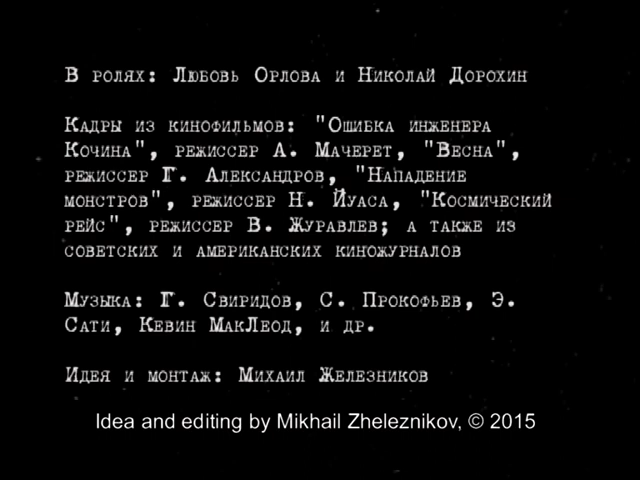 В ролях: Любовь Орлова и Николай Дорохин
Кадры из кинофильмов: "Ошибка инженера
Кочина", режиссер А. Мачерет, "Весна",
режиссер Г. Александров, "Нападение
монстров", режиссер Н. Йуаса, "Космический
рейс", режиссер В. Журавлев; а также из
советских и американских киножурналов
Музыка: Г. Свиридов, С. Прокофьев, Э.
Сати, Кевин МакЛеод, и др.
Идея и монтаж: Михаил Железников
Idea and editing by Mikhail Zheleznikov, © 2015